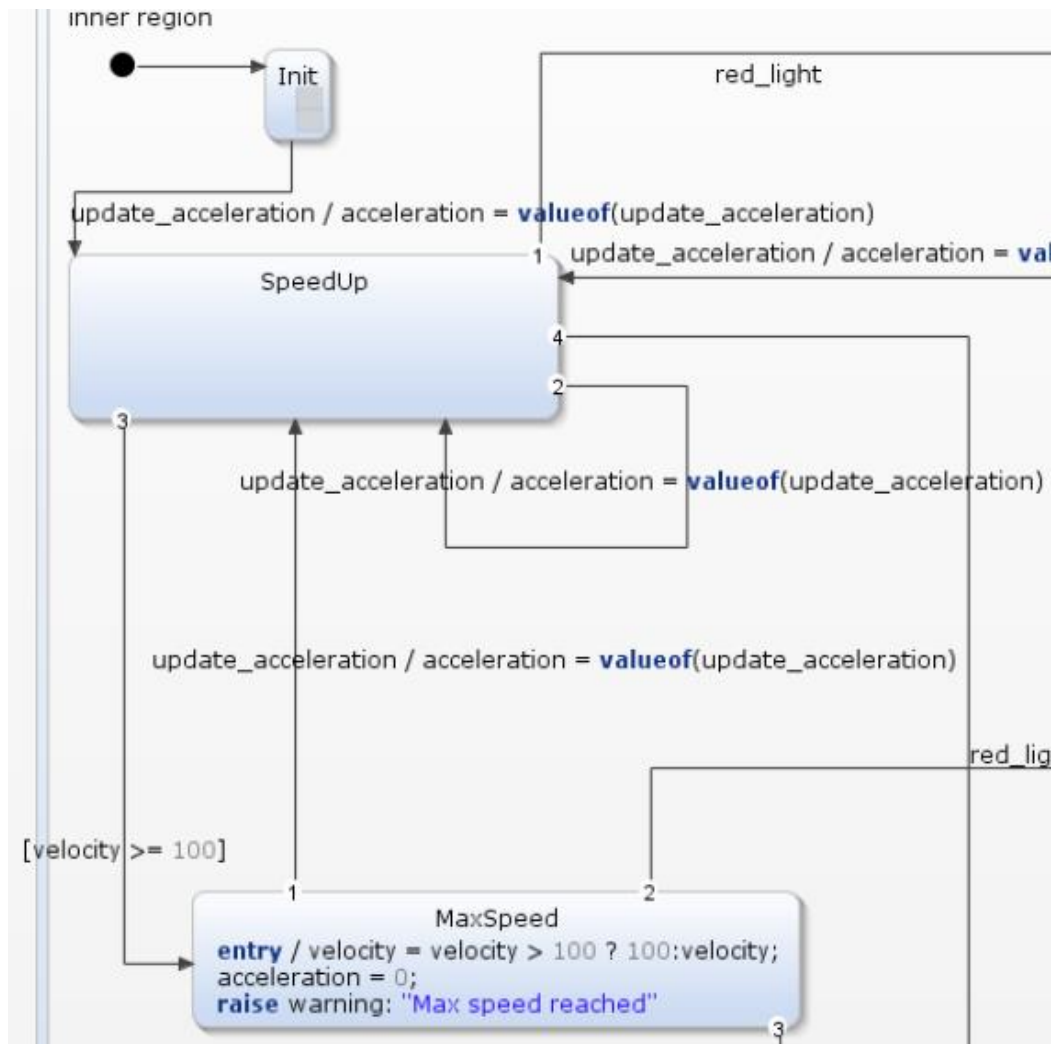 inner region
Init
red_light
update_acceleration / acceleration = valueof(update_acceleration)
1
update_acceleration / acceleration =
SpeedUp
4
2
3
update_acceleration / acceleration = valueof(update_acceleration)
update_acceleration / acceleration = valueof(update_acceleration)
red_lig
[velocity >= 100]
1
2
MaxSpeed
entry / velocity = velocity > 100 ? 100:velocity;
acceleration = 0;
raise warning: "Max speed reached"
3